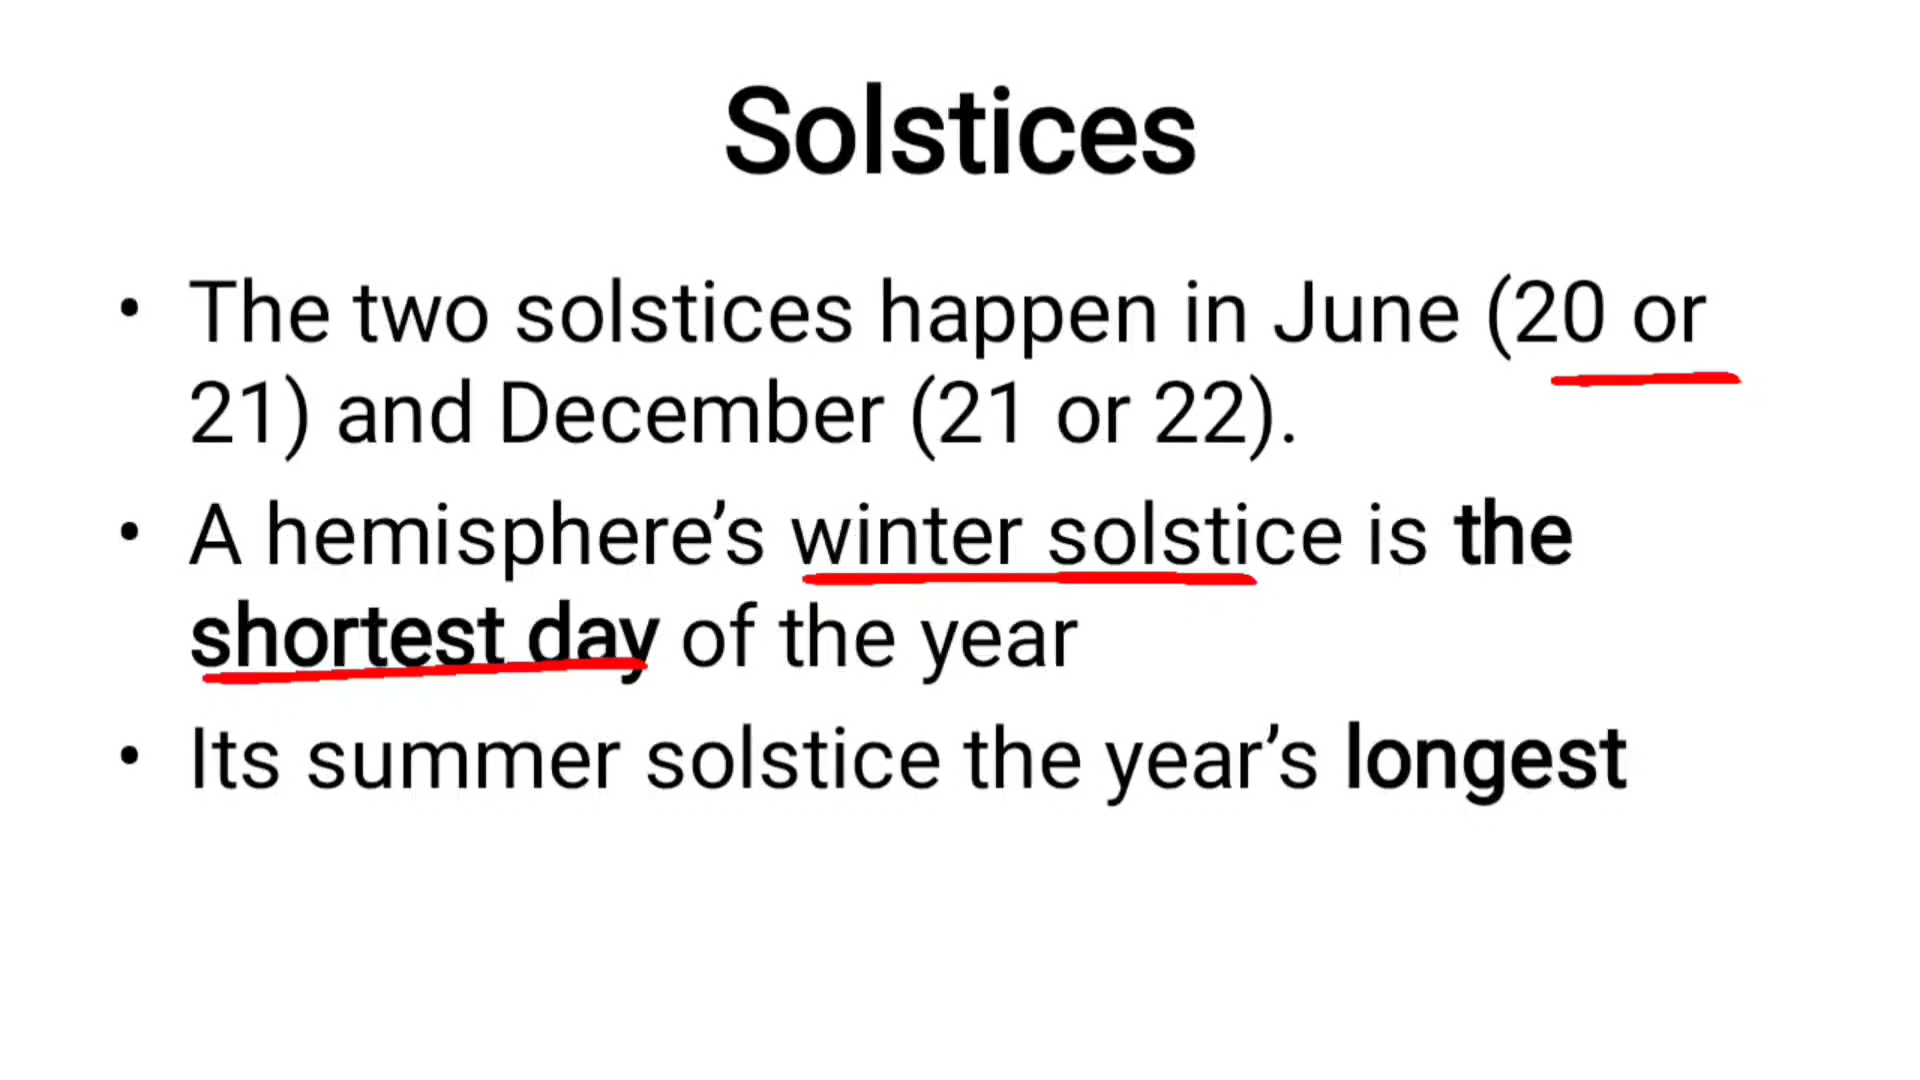 Solstices
• The two solstices happen in June (20 or
21) and December (21 or 22).
• A hemisphere’s winter solstice is the
shortest day of the year
• Its summer solstice the year’s longest